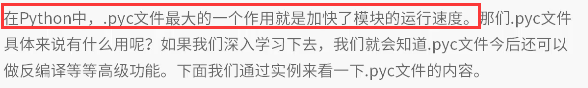 在Python中，.pyc文件最大的一个作用就是加快了模块的运行速度。那们.pyc文件
具体来说有什么用呢？如果我们深入学习下去，我们就会知道.pyc文件今后还可以
做反编译等等高级功能。下面我们通过实例来看一下.pyc文件的内容。